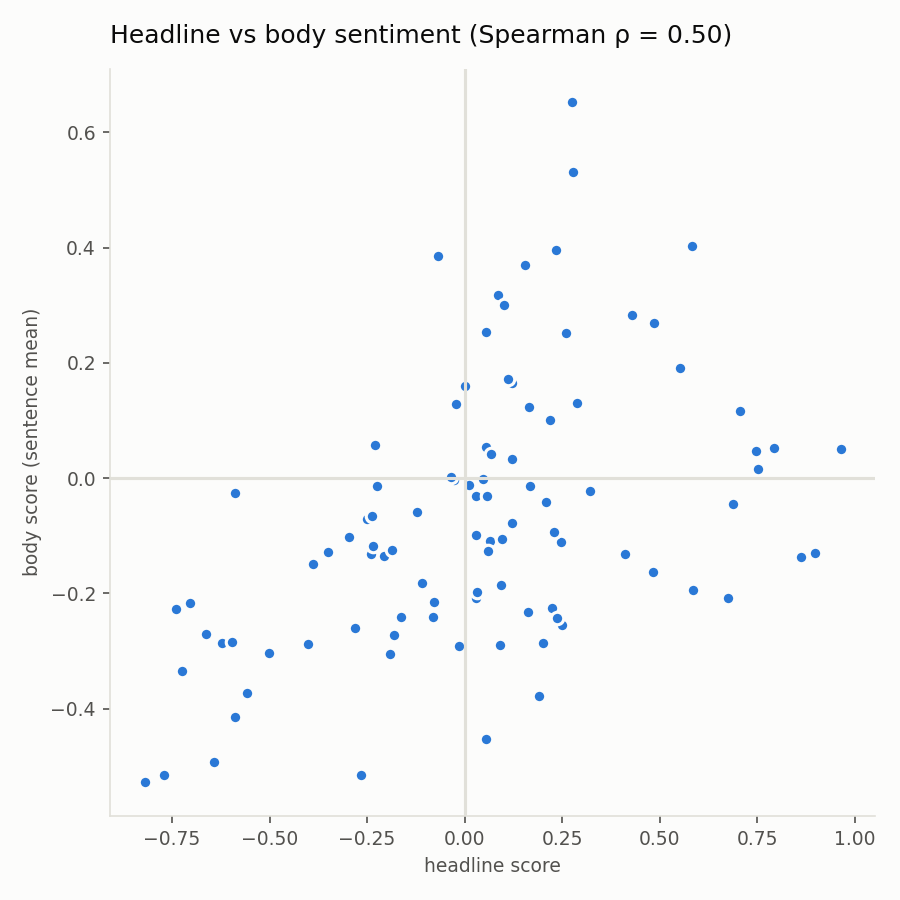 Headline vs body sentiment (Spearman ρ = 0.50)
body score (sentence mean)
0.6
0.4
0.2
0.0
−0.2
−0.4
−0.75 −0.50 −0.25 0.00 0.25 0.50 0.75 1.00
headline score